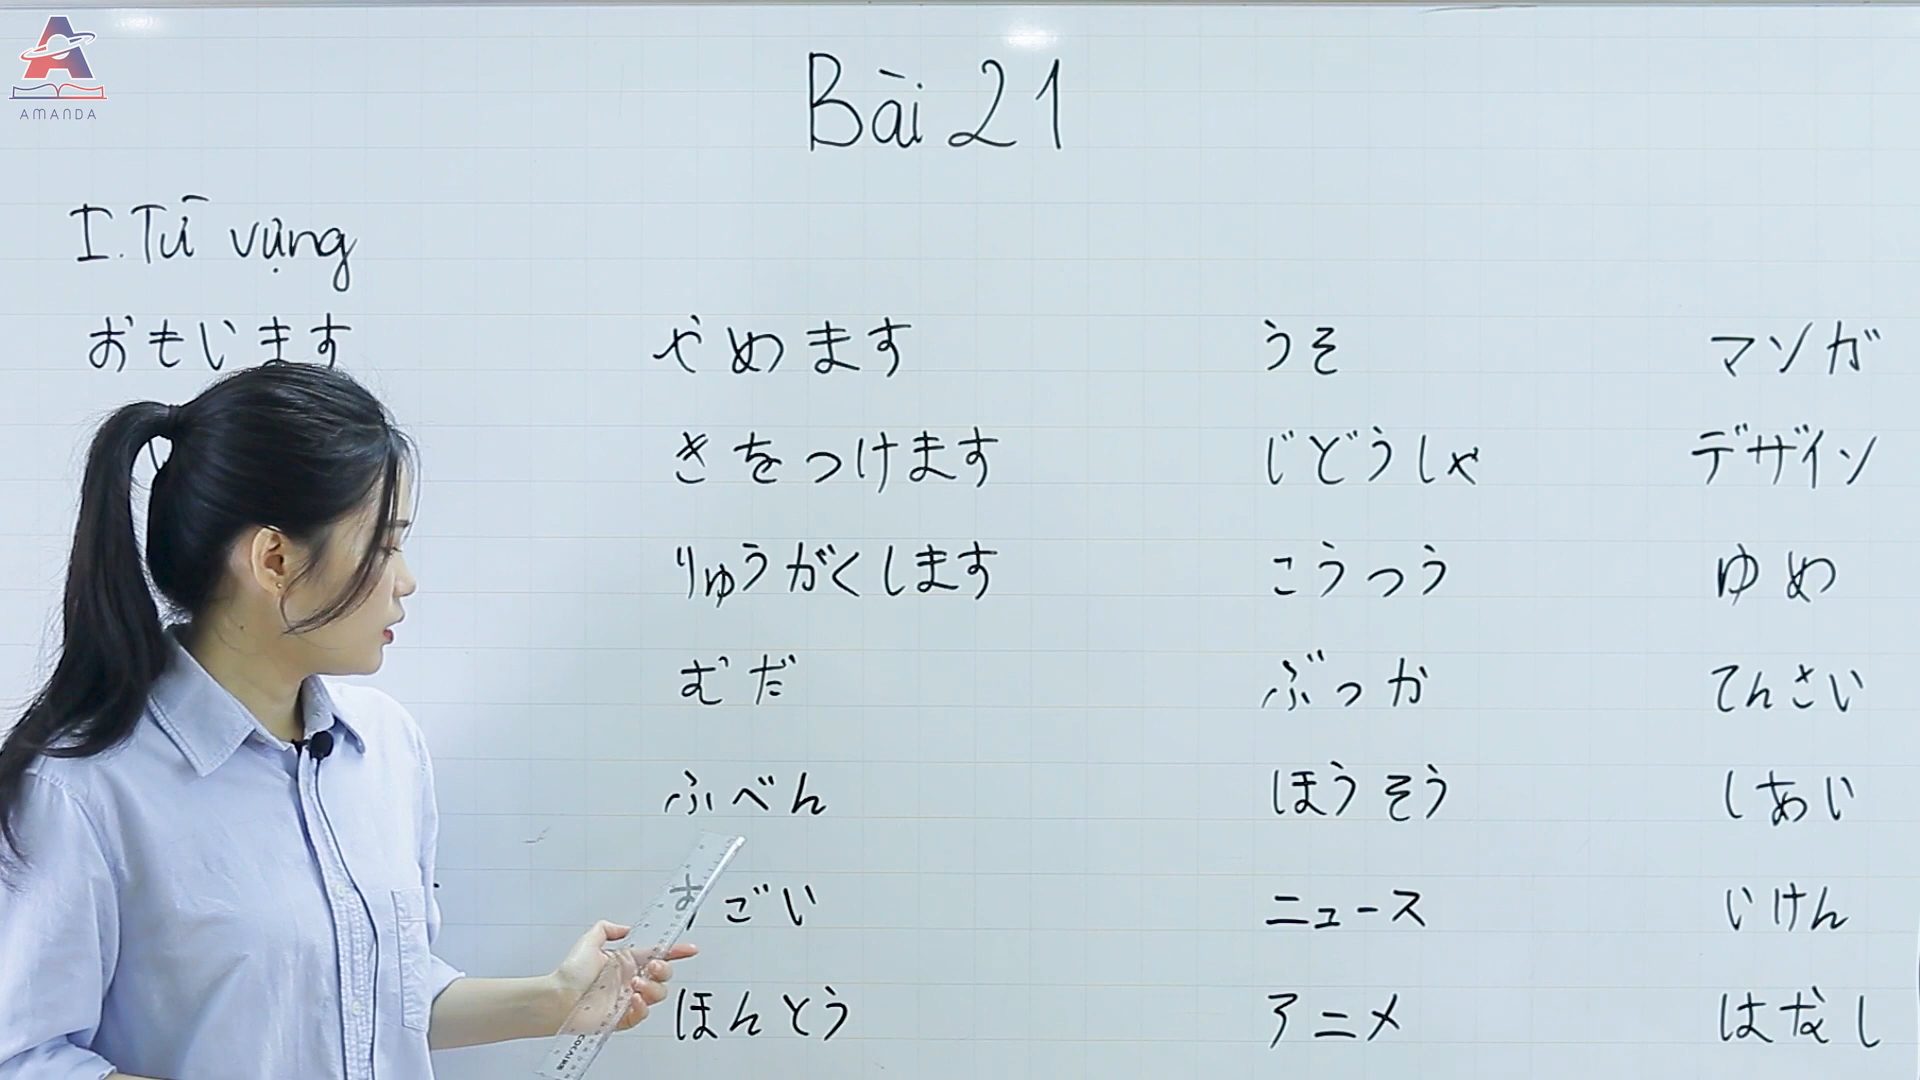 AMANDA
Bài 21
I. Từ vựng
おもいます
やめます
うそ
マンガ
きをつけます
じどうしゃ
デザイン
りゅうがくします
こうつう
ゆめ
むだ
ぶっか
てんさい
ふべん
ほうそう
しあい
すごい
ニュース
いけん
ほんとう
アニメ
はなし